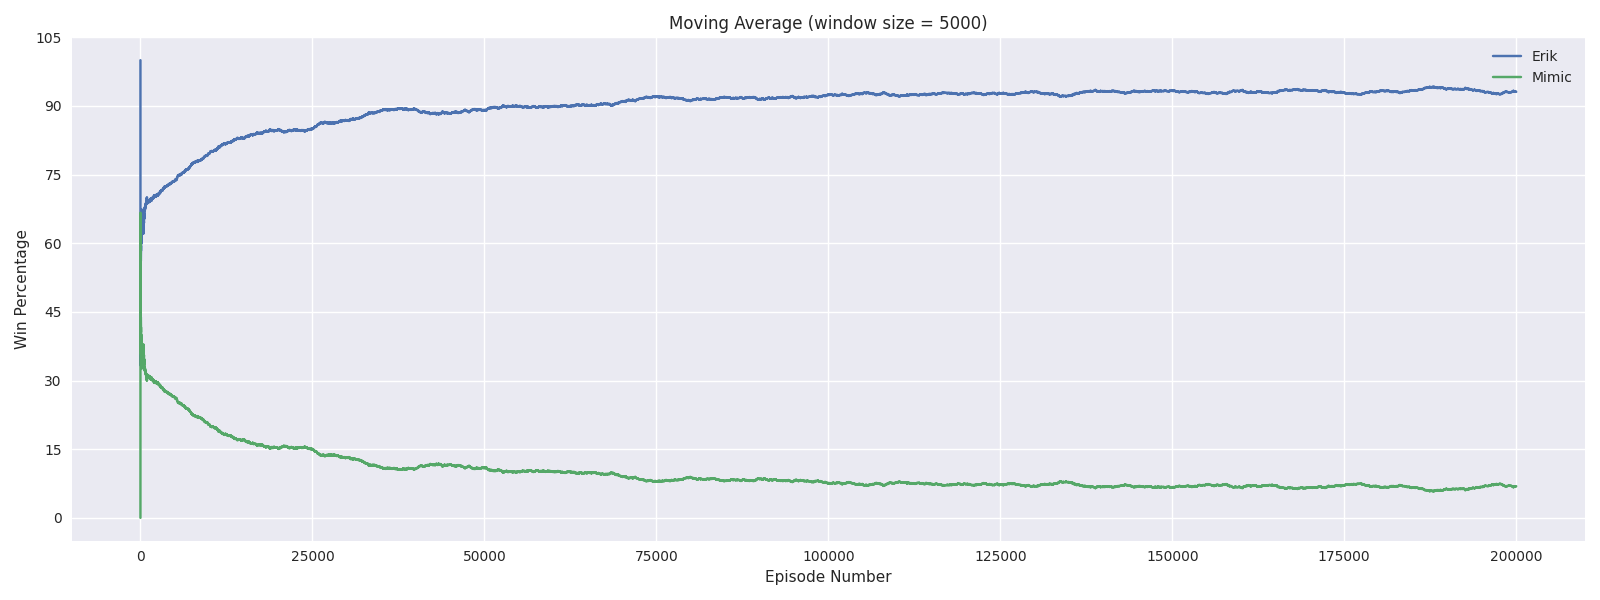 Moving Average (window size = 5000)
Erik
Mimic
Win Percentage
105
90
75
60
45
30
15
0
0 25000 50000 75000 100000 125000 150000 175000 200000
Episode Number